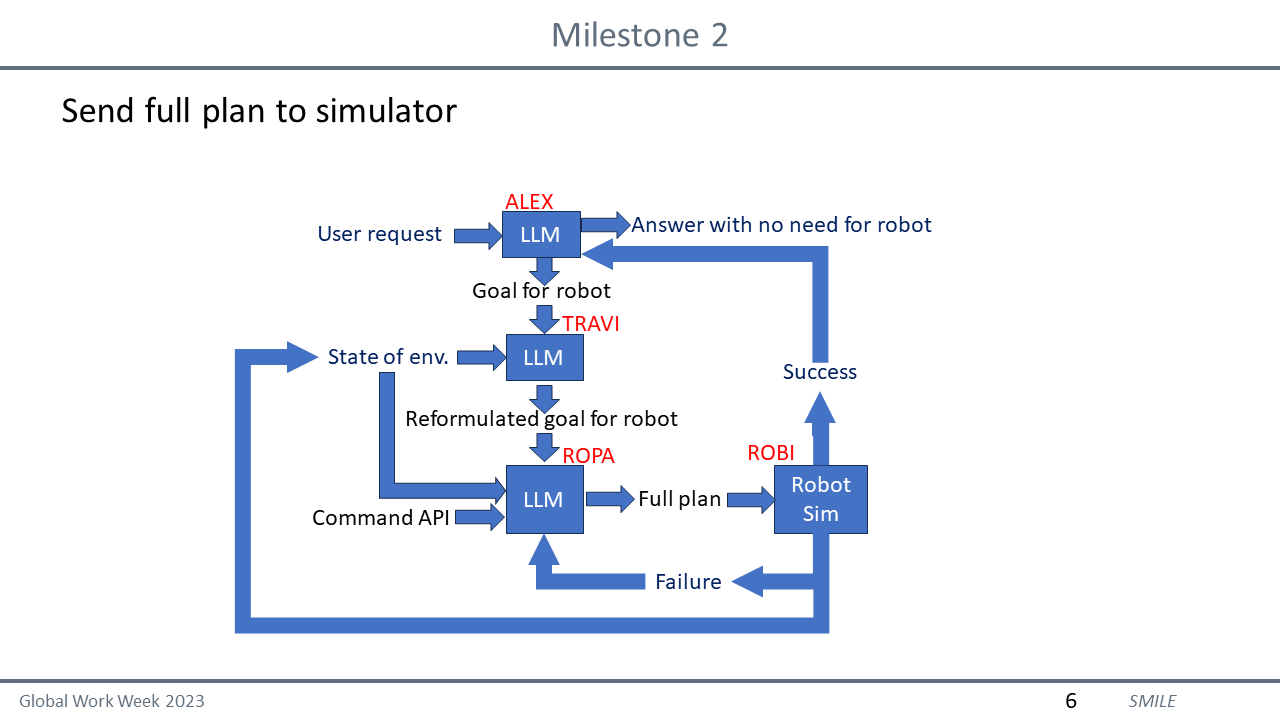 Milestone 2
Send full plan to simulator
ALEX
User request
LLM
Answer with no need for robot
Goal for robot
TRAVI
State of env.
LLM
Success
Reformulated goal for robot
ROPA
ROBI
LLM
Full plan
Robot
Sim
Command API
Failure
Global Work Week 2023
6
SMILE